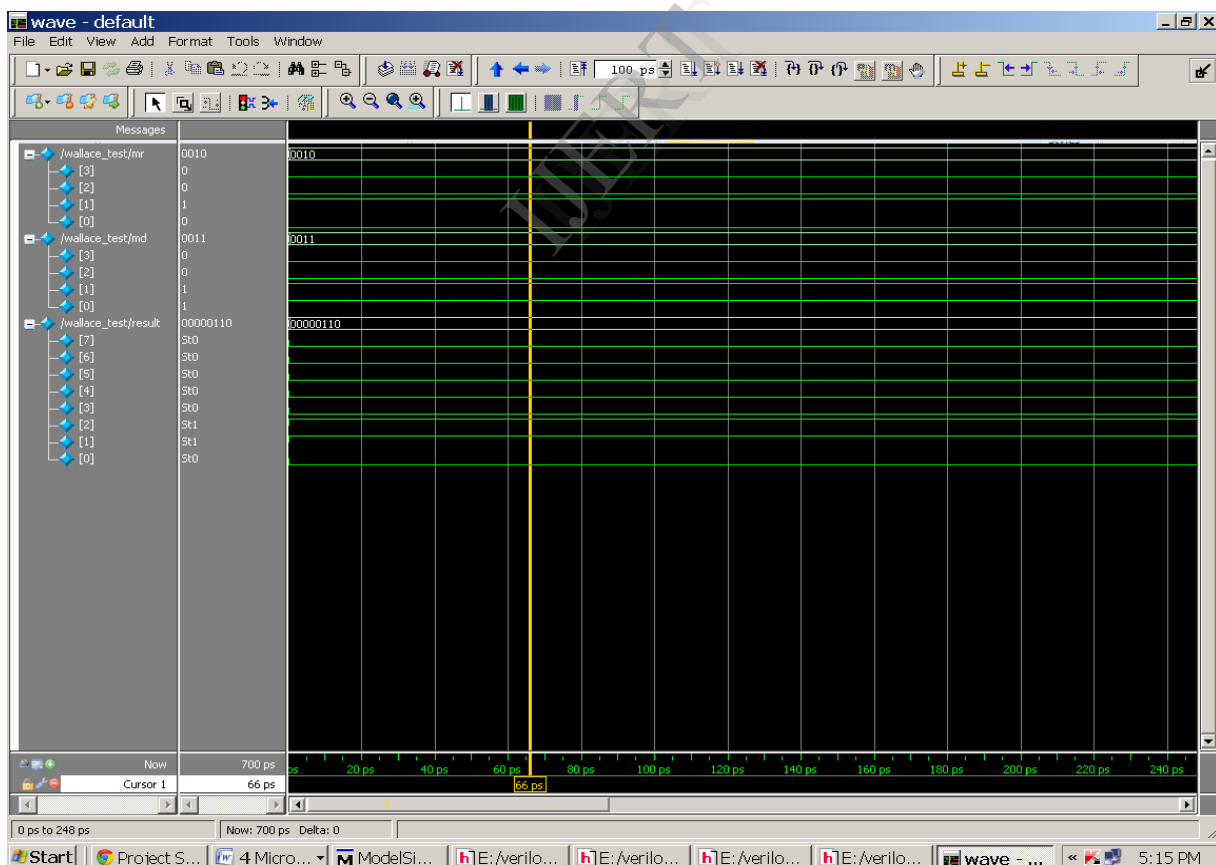 wave - default
File Edit View Add Format Tools Window
100 ps
Messages
/wallace_test/mr 0010 0010
[3] 0
[2] 0
[1] 1
[0] 0
/wallace_test/md 0011 0011
[3] 0
[2] 0
[1] 1
[0] 1
/wallace_test/result 00000110 00000110
[7] St0
[6] St0
[5] St0
[4] St0
[3] St0
[2] St1
[1] St1
[0] St0
IJERT
Now 700 ps ps 20 ps 40 ps 60 ps 80 ps 100 ps 120 ps 140 ps 160 ps 180 ps 200 ps 220 ps 240 ps
Cursor 1 66 ps 66 ps
0 ps to 248 ps Now: 700 ps Delta: 0
Start Project S... 4 Micro... ModelSi... E:/verilo... E:/verilo... E:/verilo... E:/verilo... wave - ... « 5:15 PM